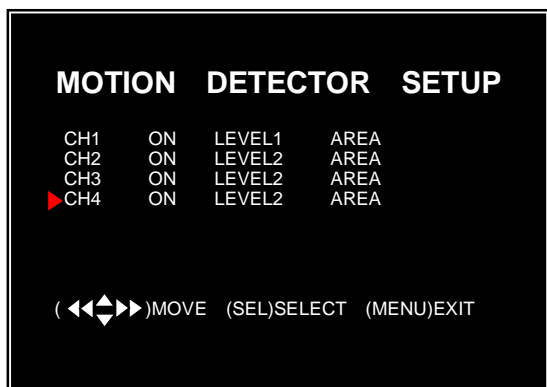 MOTION DETECTOR SETUP
CH1 ON LEVEL1 AREA
CH2 ON LEVEL2 AREA
CH3 ON LEVEL2 AREA
CH4 ON LEVEL2 AREA
( )MOVE (SEL)SELECT (MENU)EXIT